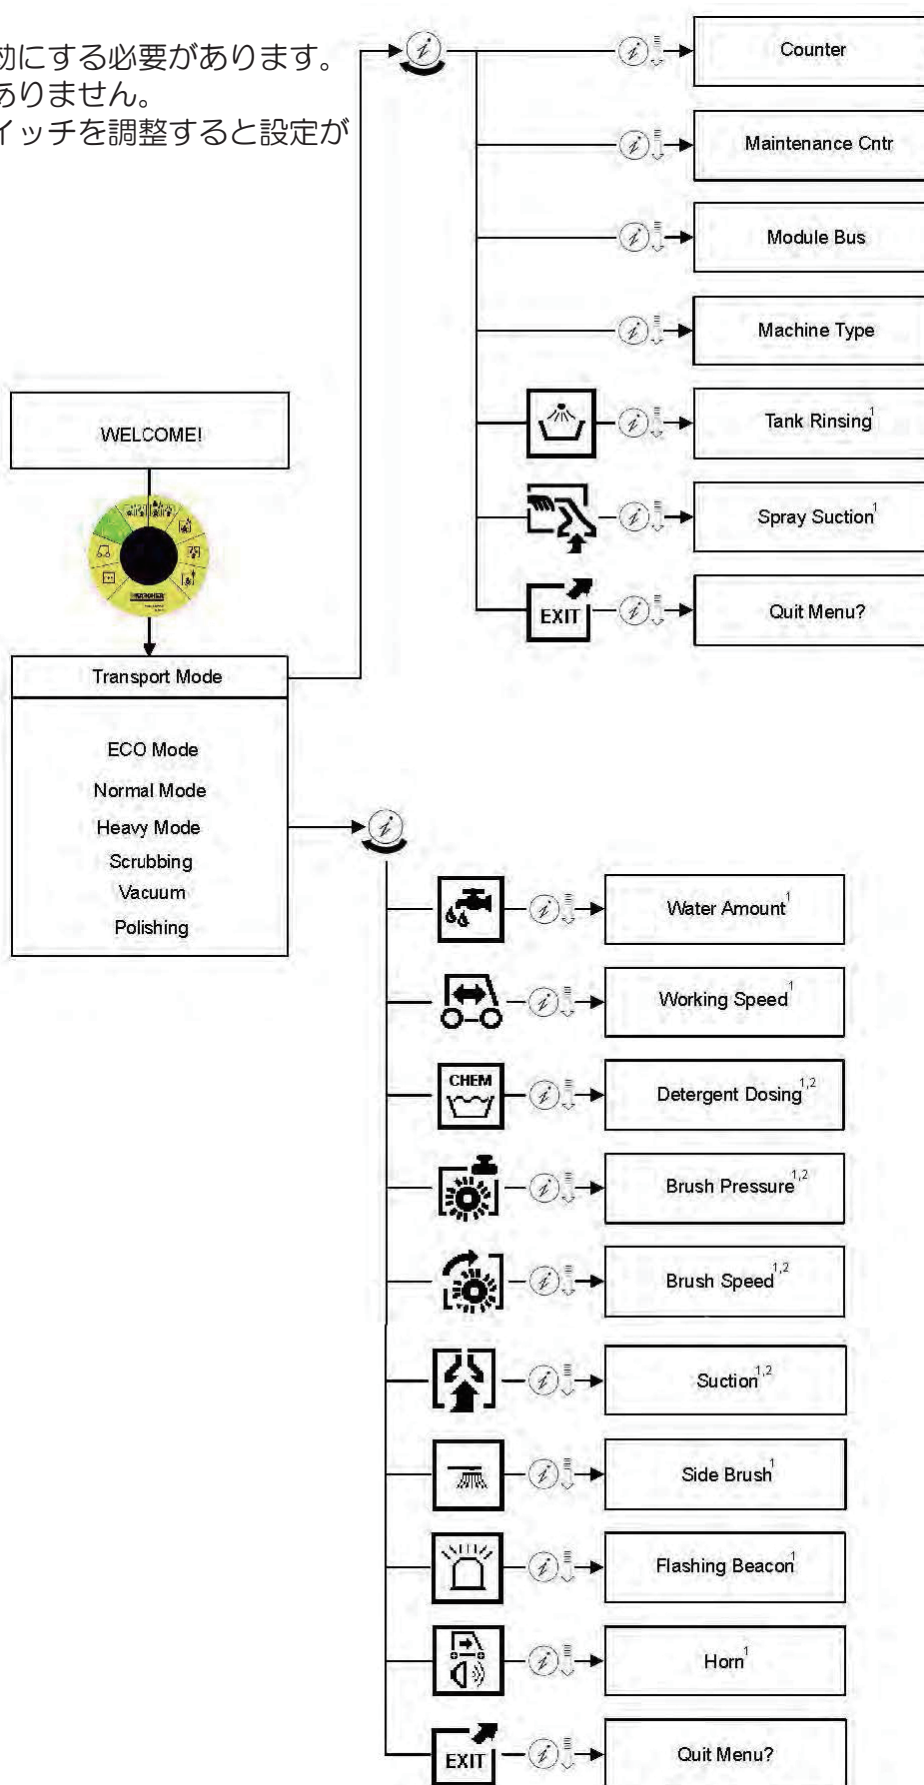 効にする必要があります。
ありません。
イッチを調整すると設定が
Counter
Maintenance Cntr
Module Bus
Machine Type
Tank Rinsing¹
Spray Suction¹
EXIT
Quit Menu?
WELCOME!
KARCHER
Transport Mode
ECO Mode
Normal Mode
Heavy Mode
Scrubbing
Vacuum
Polishing
Water Amount¹
Working Speed¹
CHEM
Detergent Dosing¹,²
Brush Pressure¹,²
Brush Speed¹,²
Suction¹,²
Side Brush¹
Flashing Beacon¹
Horn¹
EXIT
Quit Menu?